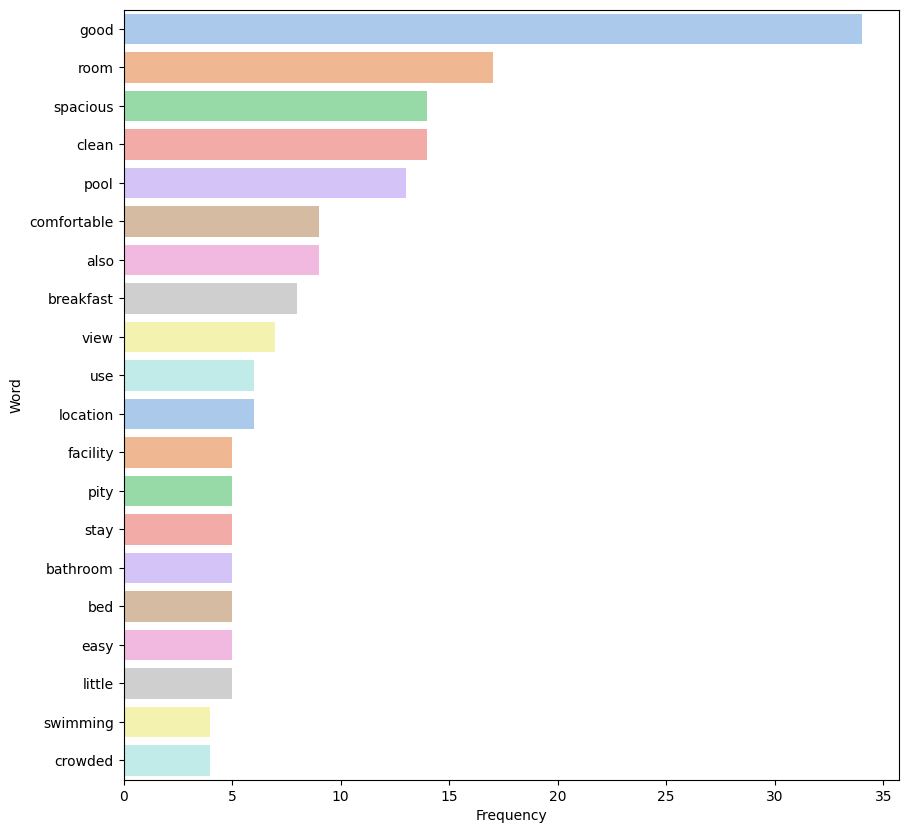 good
room
spacious
clean
pool
comfortable
also
breakfast
view
use
location
facility
pity
stay
bathroom
bed
easy
little
swimming
crowded
Word
0 5 10 15 20 25 30 35
Frequency